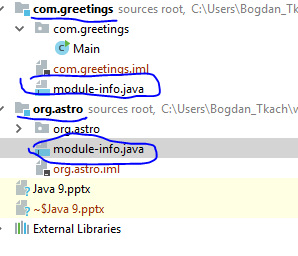 com.greetings sources root, C:\Users\Bogdan_Tkach\
com.greetings
Main
com.greetings.iml
module-info.java
org.astro sources root, C:\Users\Bogdan_Tkach\w
org.astro
module-info.java
org.astro.iml
Java 9.pptx
~$Java 9.pptx
External Libraries